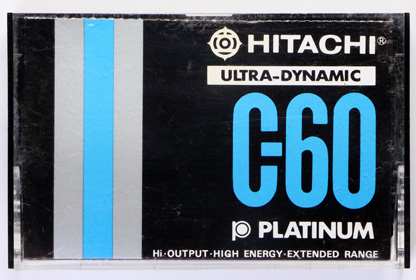 HITACHI®
ULTRA-DYNAMIC
C-60
PLATINUM
Hi-OUTPUT·HIGH ENERGY·EXTENDED RANGE